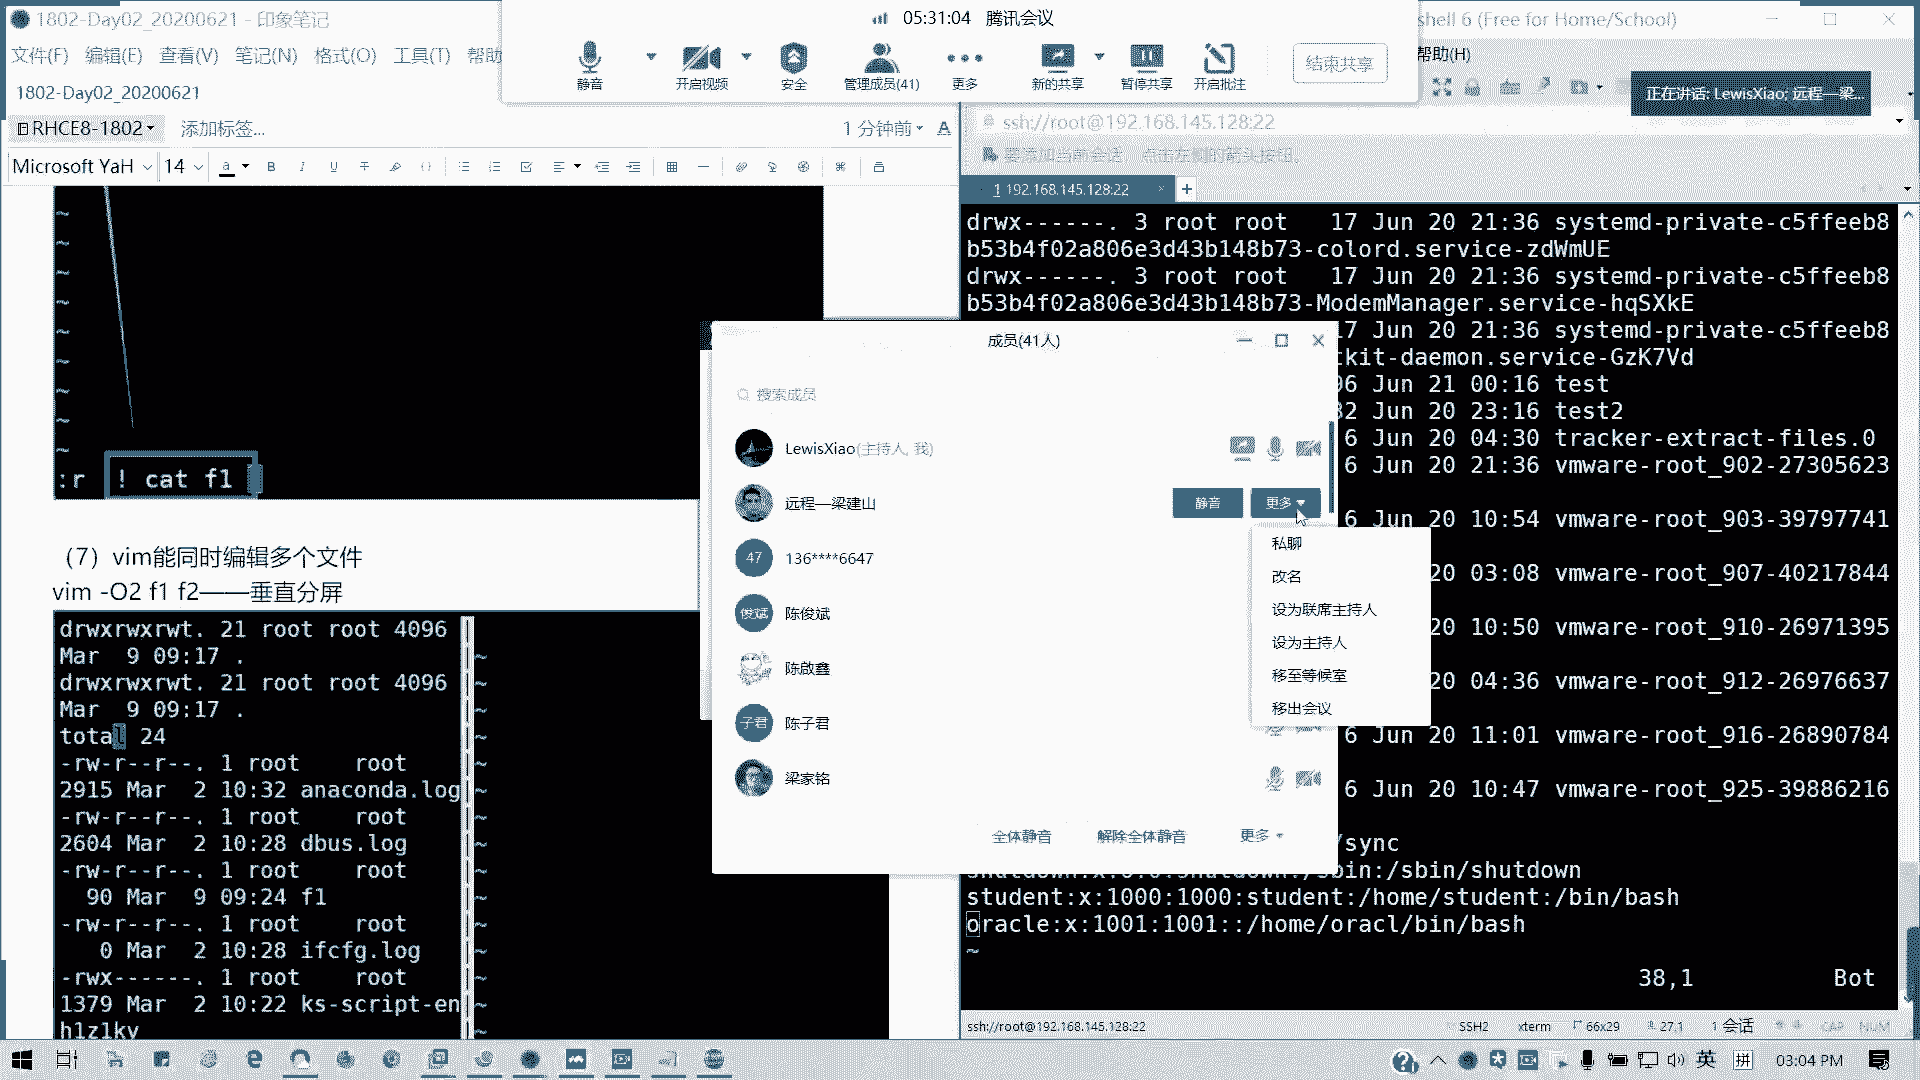 1802-Day02_20200621 - 印象笔记
文件(F) 编辑(E) 查看(V) 笔记(N) 格式(O) 工具(T) 帮助
1802-Day02_20200621
RHCE8-1802 添加标签... 1 分钟前
Microsoft YaH 14
05:31:04 腾讯会议
静音 开启视频 安全 管理成员(41) 更多 新的共享 暂停共享 开启批注 结束共享
shell 6 (Free for Home/School)
帮助(H)
正在讲话: LewisXiao; 远程—梁...
ssh://root@192.168.145.128:22
要添加当前会话，点击左侧的箭头按钮。
1 192.168.145.128:22
~
~
~
~
~
~
~
~
~
:r ! cat f1
（7）vim能同时编辑多个文件
vim -O2 f1 f2——垂直分屏
drwxrwxrwt. 21 root root 4096
Mar 9 09:17 .
drwxrwxrwt. 21 root root 4096
Mar 9 09:17 .
total 24
-rw-r--r--. 1 root root
2915 Mar 2 10:32 anaconda.log
-rw-r--r--. 1 root root
2604 Mar 2 10:28 dbus.log
-rw-r--r--. 1 root root
90 Mar 9 09:24 f1
-rw-r--r--. 1 root root
0 Mar 2 10:28 ifcfg.log
-rwx------. 1 root root
1379 Mar 2 10:22 ks-script-en
h1z1ky
成员(41人)
搜索成员
LewisXiao(主持人, 我)
远程—梁建山 静音 更多
47 136****6647
俊斌 陈俊斌
陈啟鑫
子君 陈子君
梁家铭
全体静音 解除全体静音 更多
私聊
改名
设为联席主持人
设为主持人
移至等候室
移出会议
drwx------. 3 root root 17 Jun 20 21:36 systemd-private-c5ffeeb8
b53b4f02a806e3d43b148b73-colord.service-zdWmUE
drwx------. 3 root root 17 Jun 20 21:36 systemd-private-c5ffeeb8
b53b4f02a806e3d43b148b73-ModemManager.service-hqSXkE
17 Jun 20 21:36 systemd-private-c5ffeeb8
kit-daemon.service-GzK7Vd
96 Jun 21 00:16 test
32 Jun 20 23:16 test2
6 Jun 20 04:30 tracker-extract-files.0
6 Jun 20 21:36 vmware-root_902-27305623
6 Jun 20 10:54 vmware-root_903-39797741
20 03:08 vmware-root_907-40217844
20 10:50 vmware-root_910-26971395
20 04:36 vmware-root_912-26976637
6 Jun 20 11:01 vmware-root_916-26890784
6 Jun 20 10:47 vmware-root_925-39886216
/sync
shutdown:x:6:0:shutdown:/sbin:/sbin/shutdown
student:x:1000:1000:student:/home/student:/bin/bash
oracle:x:1001:1001::/home/oracl/bin/bash
~
38,1 Bot
ssh://root@192.168.145.128:22 SSH2 xterm 66x29 27,1 1 会话 CAP NUM
英 拼 03:04 PM